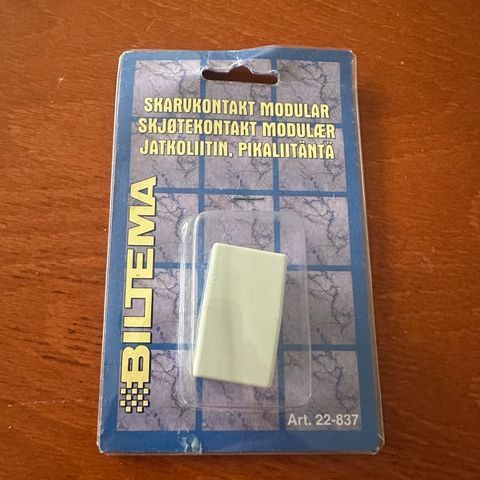 SKARVKONTAKT MODULAR
SKJØTEKONTAKT MODULÆR
JATKOLIITIN, PIKALIITÄNTÄ
BILTEMA
Art. 22-837